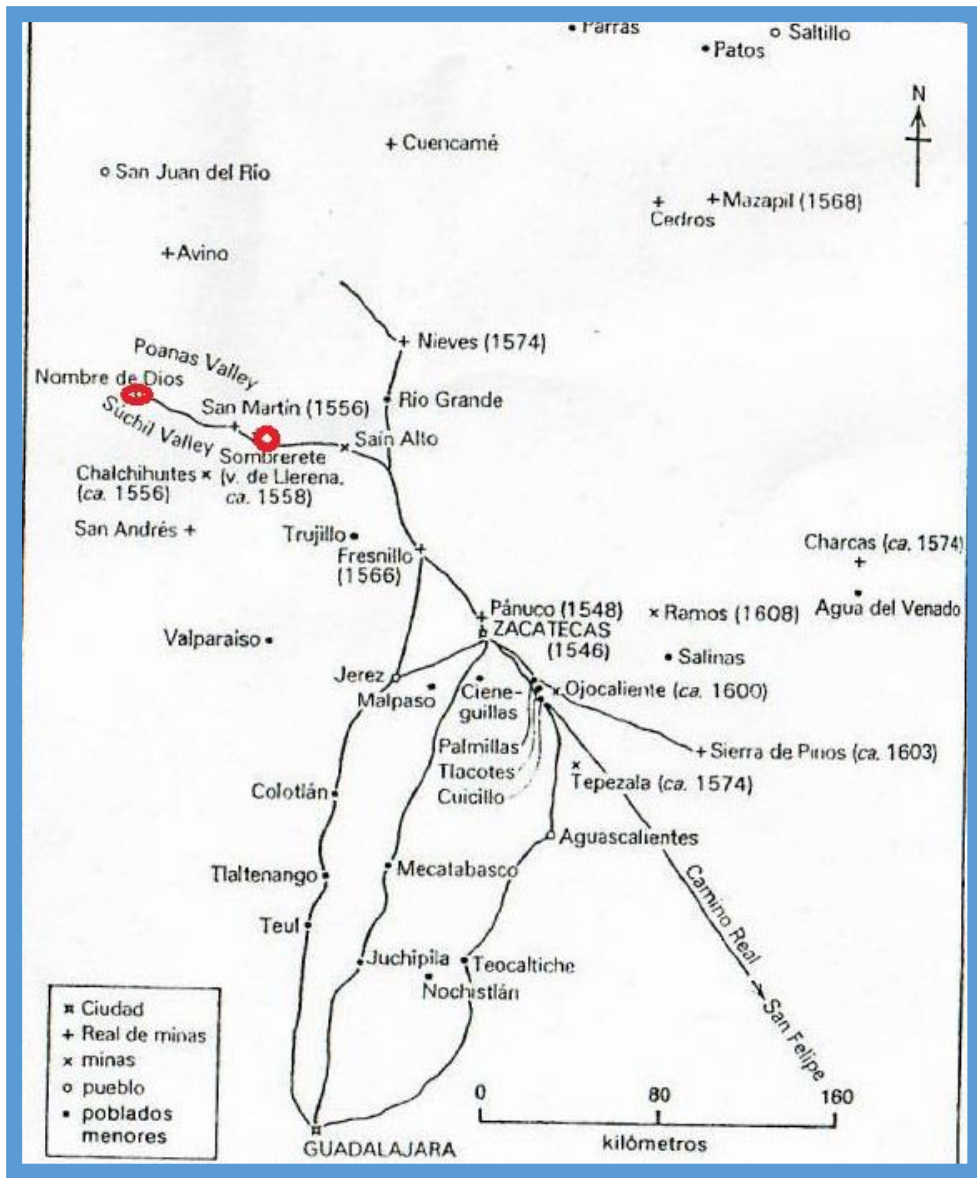 Parras
Saltillo
Patos
N
Cuencamé
San Juan del Río
Mazapil (1568)
Cedros
Avino
Nieves (1574)
Poanas Valley
Nombre de Dios
Río Grande
San Martín (1556)
Súchil Valley
Saín Alto
Sombrerete
(v. de Llerena,
ca. 1558)
Chalchihuites
(ca. 1556)
San Andrés
Trujillo
Fresnillo
(1566)
Charcas (ca. 1574)
Agua del Venado
Pánuco (1548)
ZACATECAS
(1546)
Ramos (1608)
Valparaíso
Salinas
Jerez
Malpaso
Ciene-
guillas
Ojocaliente (ca. 1600)
Palmillas
Tlacotes
Cuicillo
Sierra de Pinos (ca. 1603)
Tepezala (ca. 1574)
Colotlán
Aguascalientes
Tlaltenango
Mecatabasco
Camino Real
Teul
Juchipila
Teocaltiche
Nochistlán
San Felipe
Ciudad
Real de minas
minas
pueblo
poblados
menores
0 80 160
kilómetros
GUADALAJARA